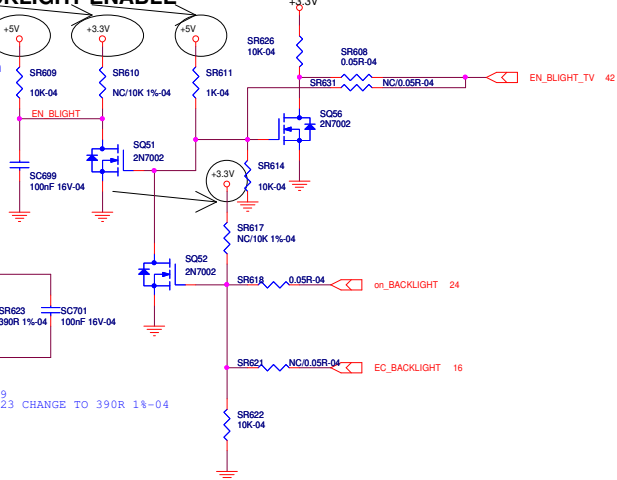 +3.3V
+5V
+3.3V
+5V
SR626
10K-04
SR608
0.05R-04
SR609
10K-04
SR610
NC/10K 1%-04
SR611
1K-04
SR631
NC/0.05R-04
EN_BLIGHT_TV 42
EN_BLIGHT
SQ56
2N7002
SQ51
2N7002
SC699
100nF 16V-04
+3.3V
SR614
10K-04
SR617
NC/10K 1%-04
SQ52
2N7002
SR618
0.05R-04
on_BACKLIGHT 24
SR623
390R 1%-04
SC701
100nF 16V-04
SR621
NC/0.05R-04
EC_BACKLIGHT 16
9
23 CHANGE TO 390R 1%-04
SR622
10K-04